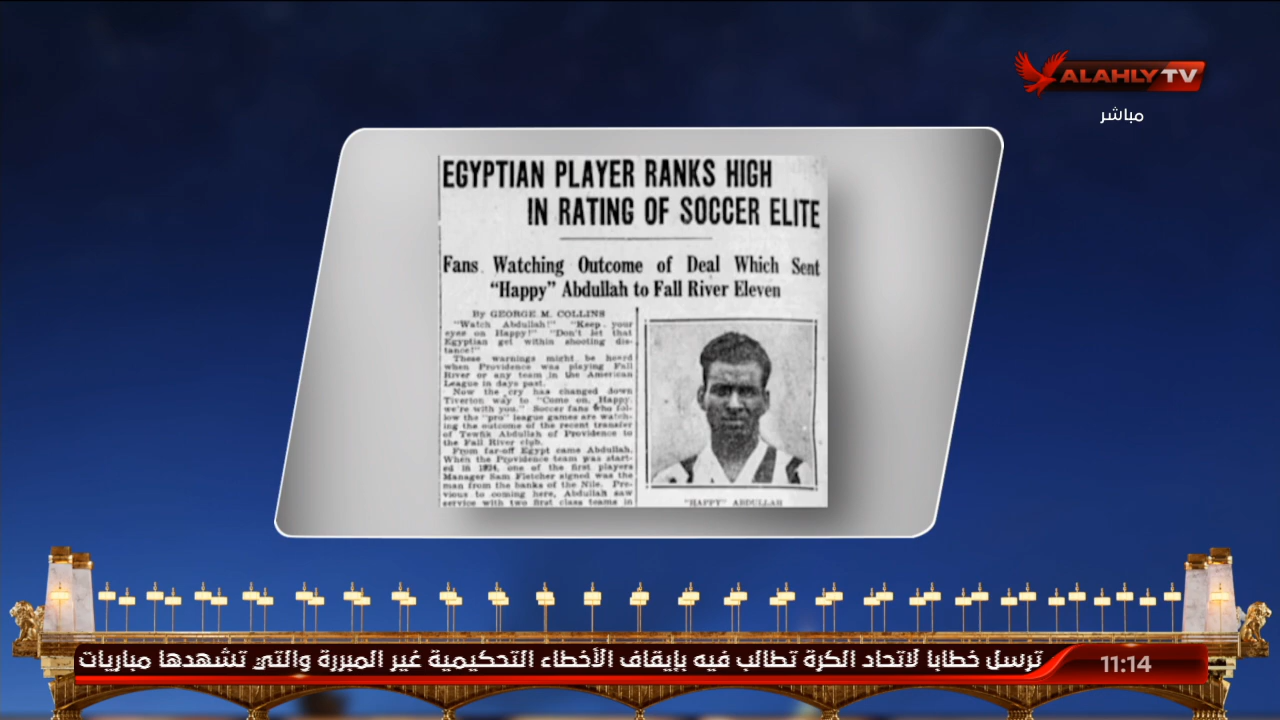 ALAHLY TV
مباشر
EGYPTIAN PLAYER RANKS HIGH
IN RATING OF SOCCER ELITE
Fans Watching Outcome of Deal Which Sent
"Happy" Abdullah to Fall River Eleven
By GEORGE M. COLLINS
"Watch Abdullah!" "Keep your
eyes on Happy!" "Don't let that
Egyptian get within shooting dis-
tance!"
These warnings might be heard
when Providence was playing Fall
River or any team in the American
League in days past.
Now the cry has changed down
Tiverton way to "Come on, Happy,
we're with you." Soccer fans who fol-
low the "pro" league games are watch-
ing the outcome of the recent transfer
of Tewfik Abdullah of Providence to
the Fall River club.
From far-off Egypt came Abdullah.
When the Providence team was start-
ed in 1924, one of the first players
Manager Sam Fletcher signed was the
man from the banks of the Nile. Pre-
vious to coming here, Abdullah saw
service with two first class teams in
"HAPPY" ABDULLAH
ترسل خطابا لاتحاد الكرة تطالب فيه بإيقاف الأخطاء التحكيمية غير المبررة والتي تشهدها مباريات
11:14